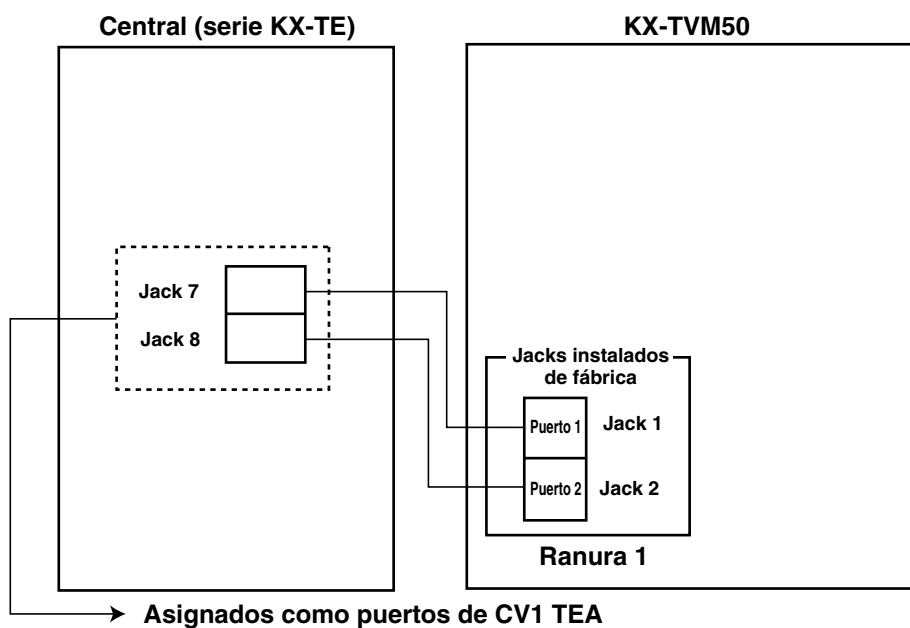 Central (serie KX-TE)
KX-TVM50
Jack 7
Jack 8
Jacks instalados
de fábrica
Puerto 1
Jack 1
Puerto 2
Jack 2
Ranura 1
Asignados como puertos de CV1 TEA